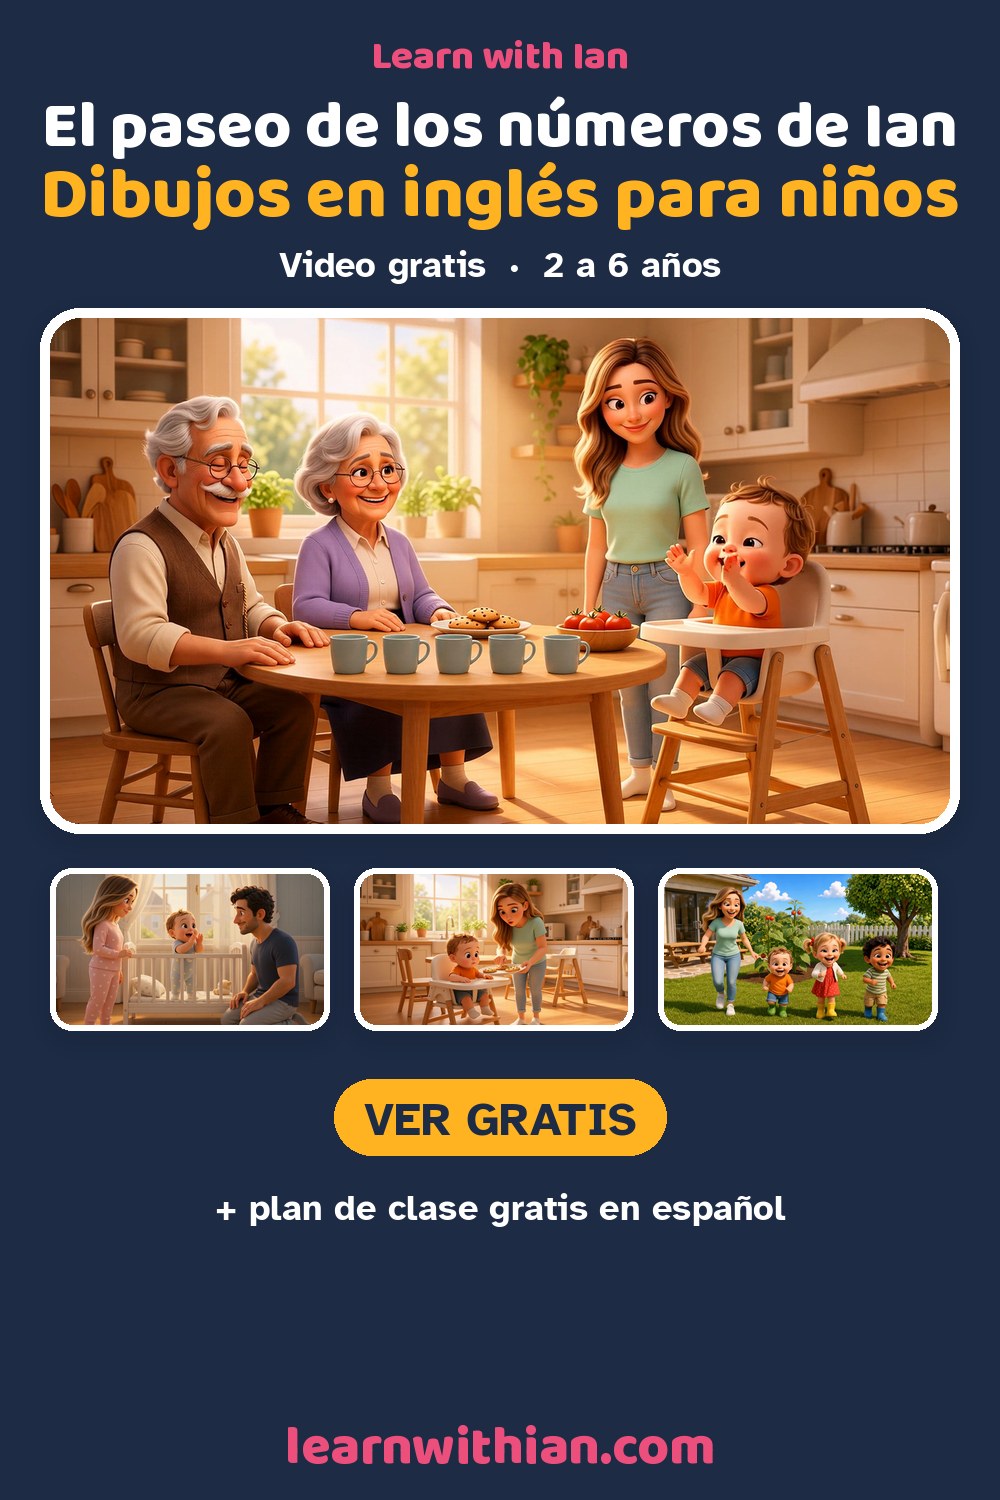 Learn with Ian
El paseo de los números de Ian
Dibujos en inglés para niños
Video gratis · 2 a 6 años
VER GRATIS
+ plan de clase gratis en español
learnwithian.com